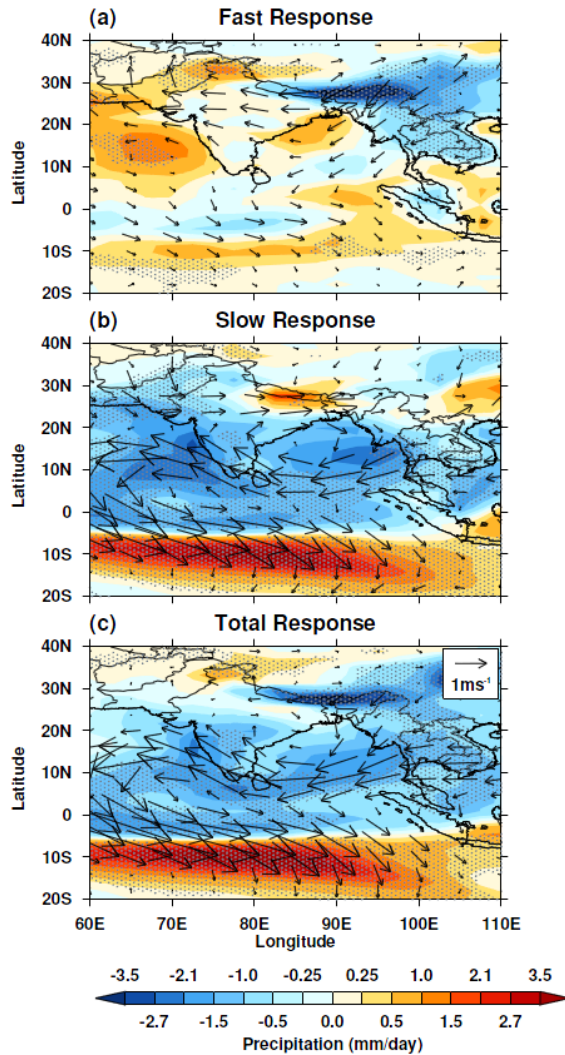 (a) Fast Response
40N
30N
20N
10N
0
10S
20S
Latitude
(b) Slow Response
40N
30N
20N
10N
0
10S
20S
Latitude
(c) Total Response
40N
30N
20N
10N
0
10S
20S
Latitude
1ms⁻¹
60E 70E 80E 90E 100E 110E
Longitude
-3.5 -2.1 -1.0 -0.25 0.25 1.0 2.1 3.5
-2.7 -1.5 -0.5 0.0 0.5 1.5 2.7
Precipitation (mm/day)